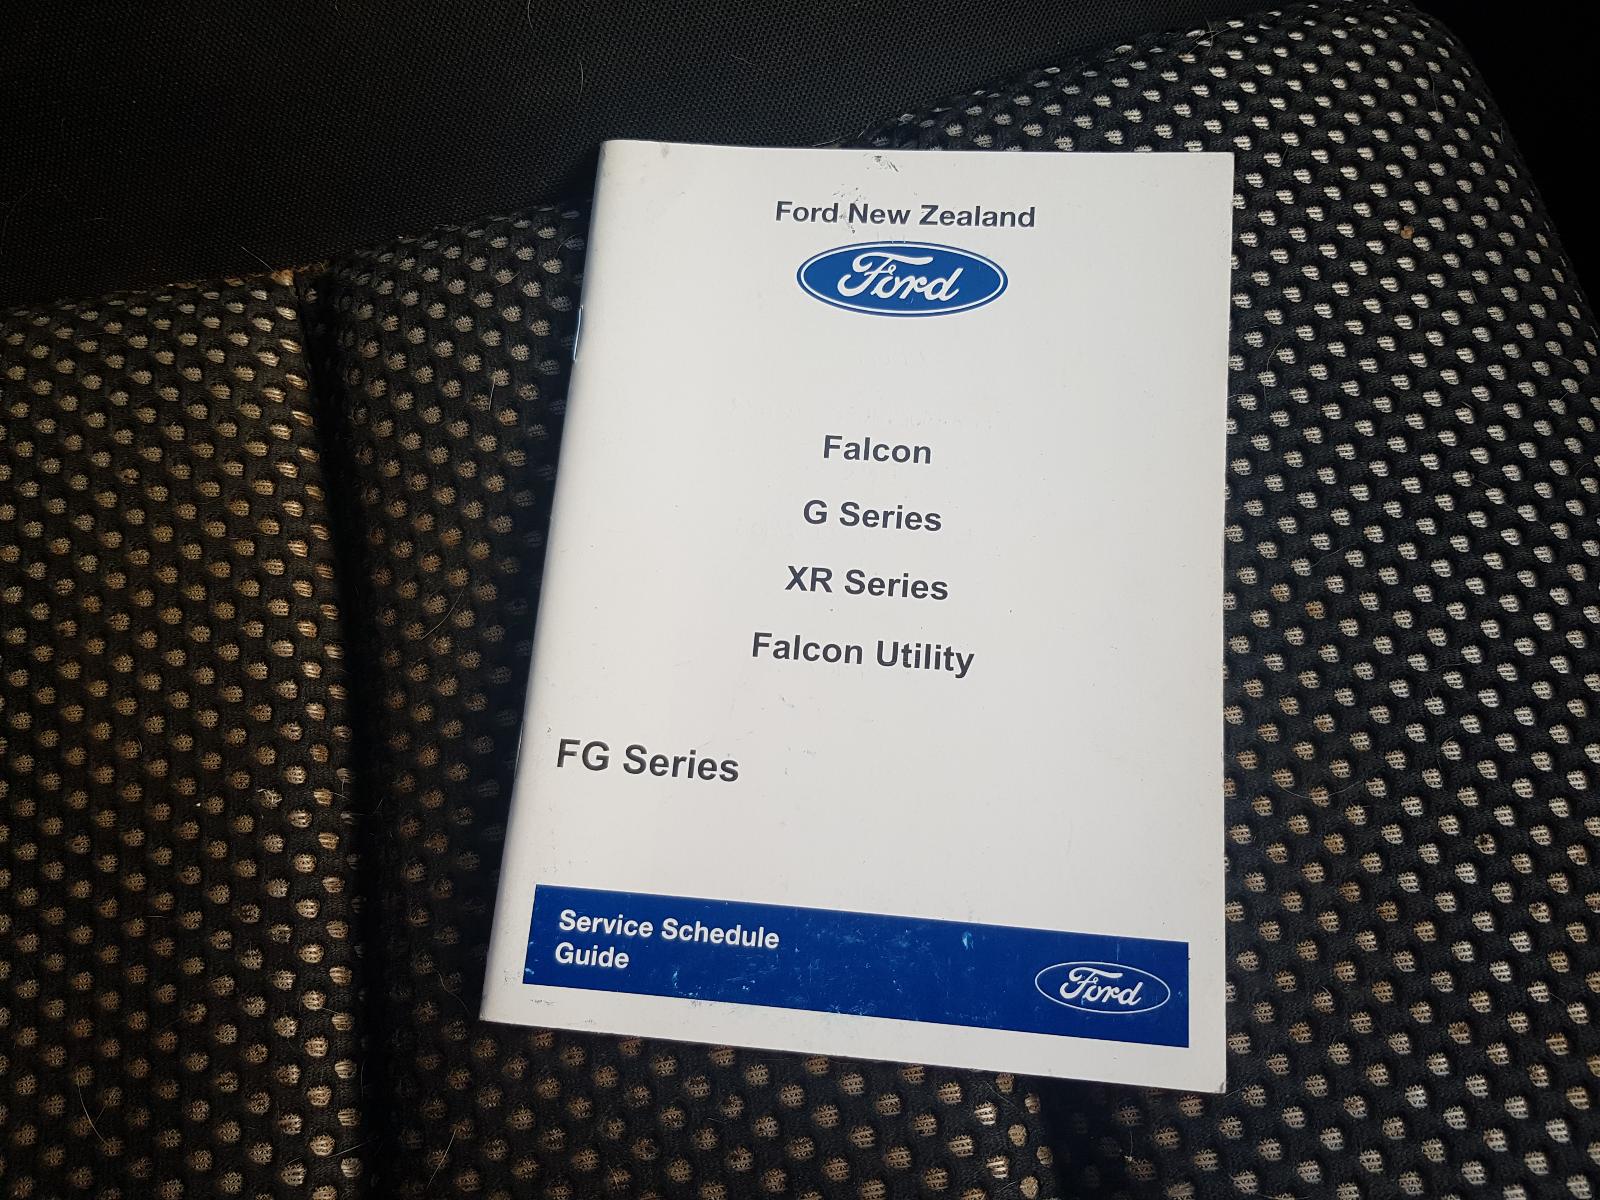 Ford New Zealand
Ford
Falcon
G Series
XR Series
Falcon Utility
FG Series
Service Schedule
Guide
Ford